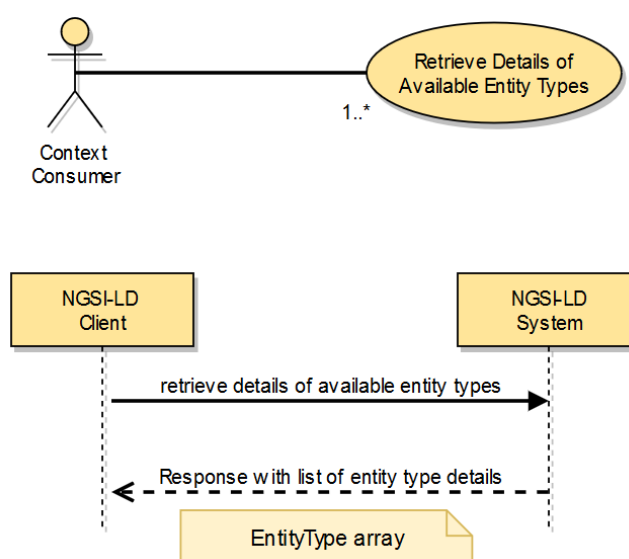 Retrieve Details of
Available Entity Types
1..*
Context
Consumer
NGSI-LD
Client
NGSI-LD
System
retrieve details of available entity types
Response with list of entity type details
EntityType array